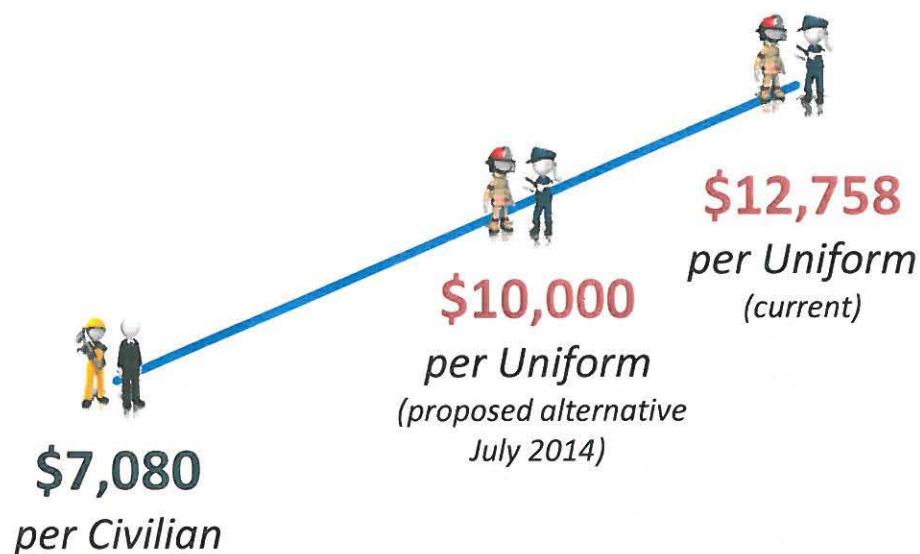 $12,758
per Uniform
(current)
$10,000
per Uniform
(proposed alternative
July 2014)
$7,080
per Civilian